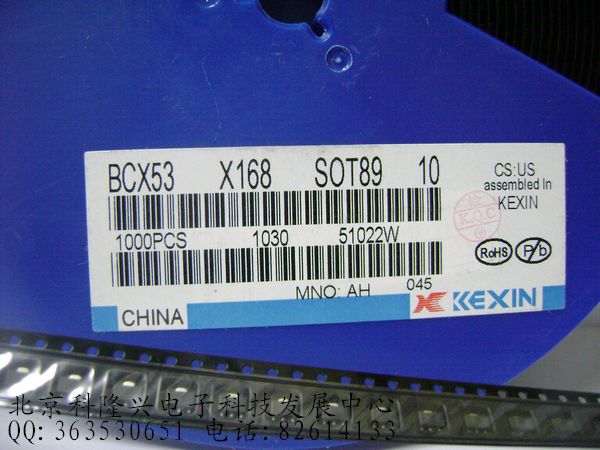 BCX53 X168 SOT89 10
CS:US
assembled In
KEXIN
K.Q.C
1000PCS 1030 51022W
RoHS Pb
MNO: AH 045
CHINA
KEXIN
北京科隆兴电子科技发展中心
QQ: 363530651 电话:82614133